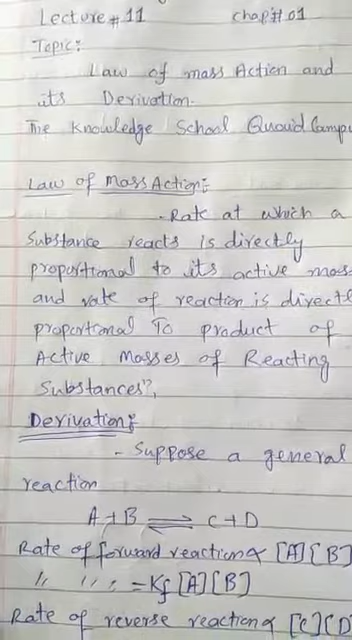 Lecture # 11 chap# 01
Topic:
Law of mass Action and
its Derivation.
The Knowledge School Quaid Campu
Law of Mass Action:
-Rate at which a
Substance reacts is directly
proportional to its active mass
and rate of reaction is directl
proportional To product of
Active Masses of Reacting
Substances",
Derivation:
- Suppose a general
reaction
A+B ⇌ C+D
Rate of forward reaction ∝ [A][B]
〃 〃 〃 = Kf [A][B]
Rate of reverse reaction ∝ [C][D]